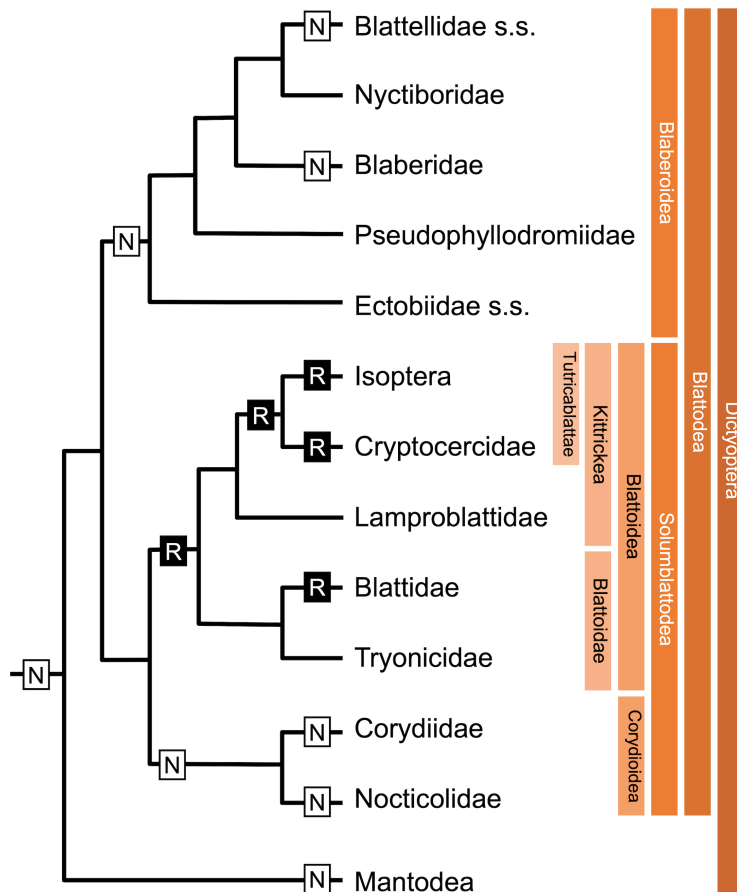 N Blattellidae s.s.
Nyctiboridae
N Blaberidae
Pseudophyllodromiidae
N
Ectobiidae s.s.
R Isoptera
R
R Cryptocercidae
Lamproblattidae
R
R Blattidae
Tryonicidae
N
N Corydiidae
N
N Nocticolidae
N Mantodea
Tutricablattae
Kittrickea
Blattoidae
Blattoidea
Corydioidea
Blaberoidea
Solumblattodea
Blattodea
Dictyoptera